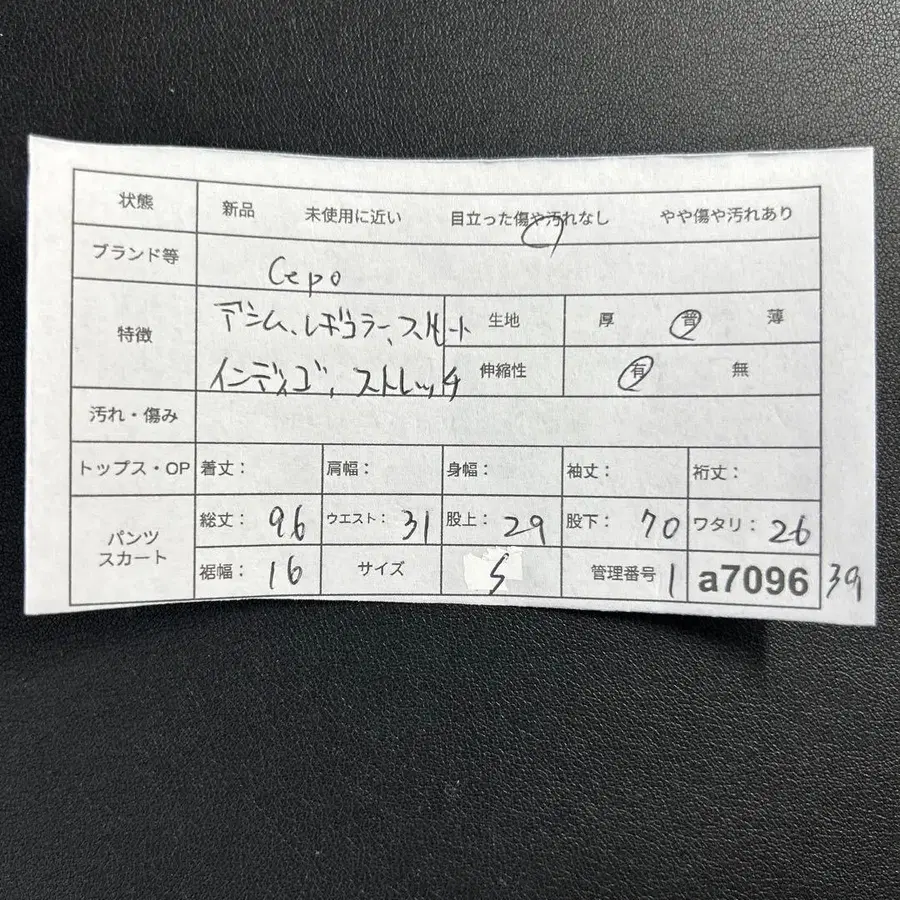 状態 新品 未使用に近い 目立った傷や汚れなし やや傷や汚れあり
ブランド等 Cepo
特徴 デニム、レギュラー、スルート 生地 厚 普 薄
インディゴ、ストレッチ 伸縮性 有 無
汚れ・傷み
トップス・OP 着丈: 肩幅: 身幅: 袖丈: 裄丈:
パンツ スカート 総丈: 96 ウエスト: 31 股上: 29 股下: 70 ワタリ: 26
裾幅: 16 サイズ S 管理番号 1 a7096 39